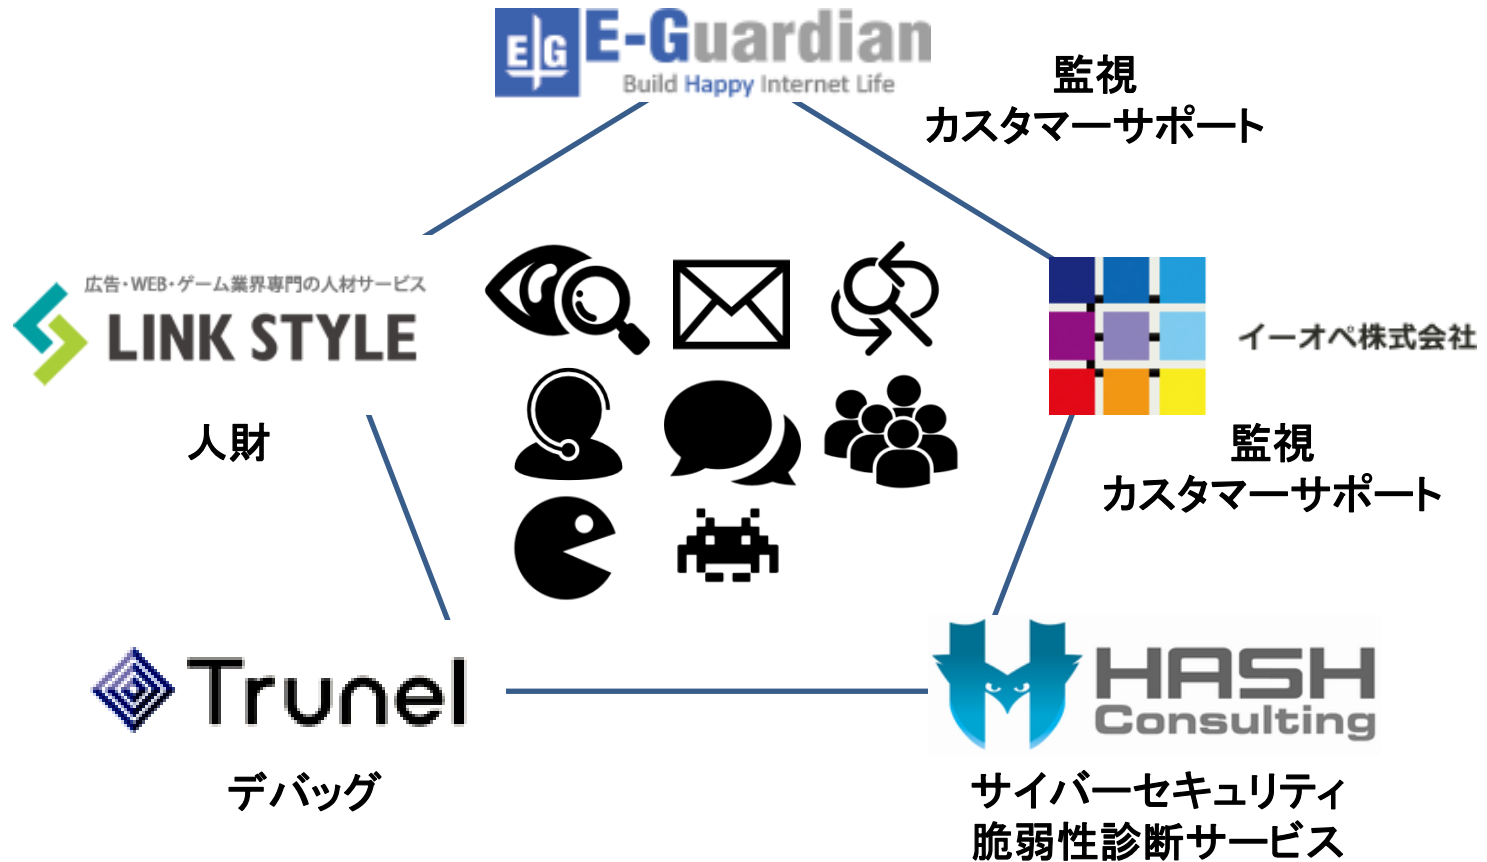 EG E-Guardian
Build Happy Internet Life
監視
カスタマーサポート
広告・WEB・ゲーム業界専門の人材サービス
LINK STYLE
人財
イーオペ株式会社
監視
カスタマーサポート
Trunel
デバッグ
HASH
Consulting
サイバーセキュリティ
脆弱性診断サービス